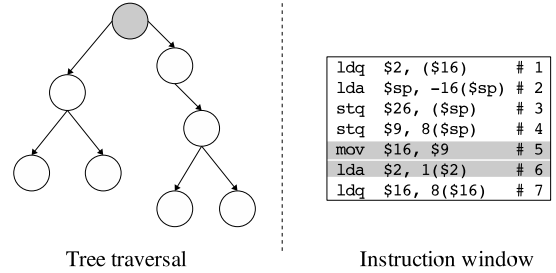 ldq $2, ($16) # 1
lda $sp, -16($sp) # 2
stq $26, ($sp) # 3
stq $9, 8($sp) # 4
mov $16, $9 # 5
lda $2, 1($2) # 6
ldq $16, 8($16) # 7
Tree traversal
Instruction window